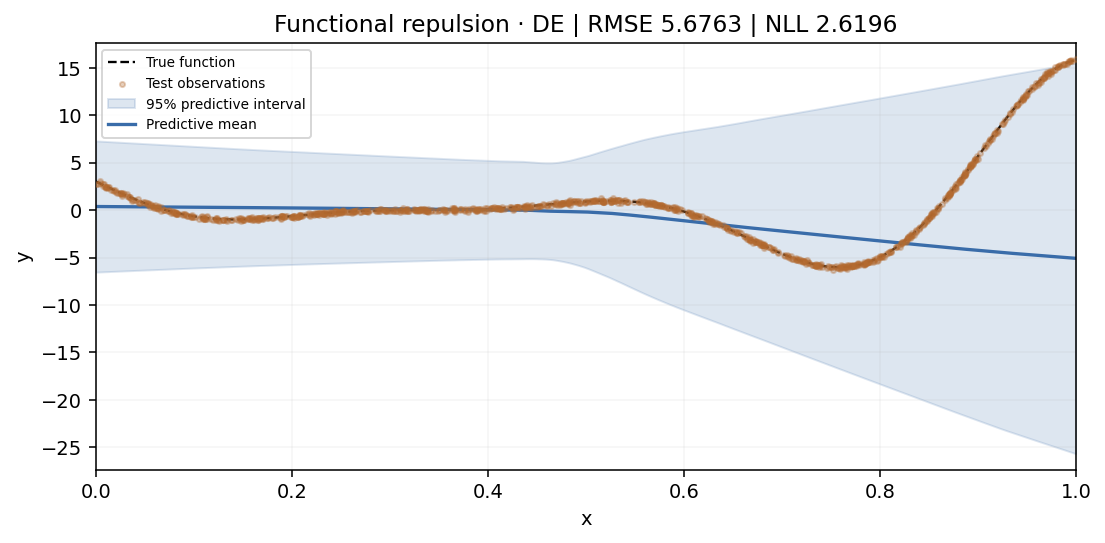 Functional repulsion · DE | RMSE 5.6763 | NLL 2.6196
True function
Test observations
95% predictive interval
Predictive mean
15
10
5
0
−5
−10
−15
−20
−25
y
0.0 0.2 0.4 0.6 0.8 1.0
x